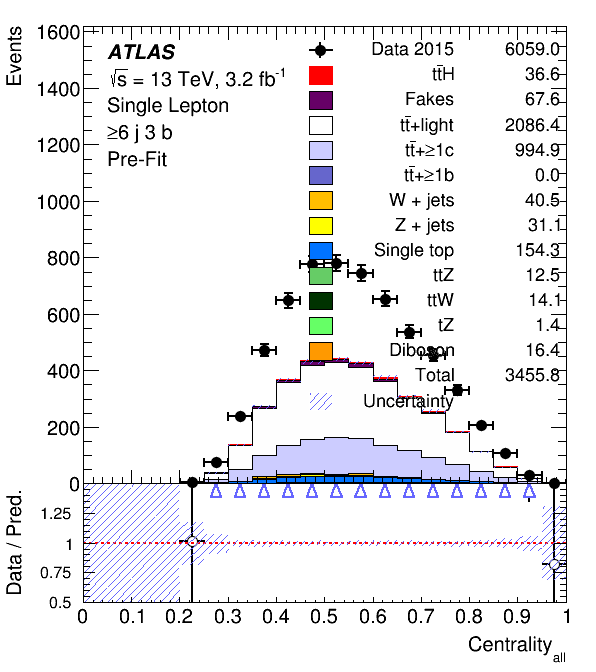 Events
1600
1400
1200
1000
800
600
400
200
0
ATLAS
√s = 13 TeV, 3.2 fb⁻¹
Single Lepton
≥6 j 3 b
Pre-Fit
Data 2015 6059.0
tt̄H 36.6
Fakes 67.6
tt̄+light 2086.4
tt̄+≥1c 994.9
tt̄+≥1b 0.0
W + jets 40.5
Z + jets 31.1
Single top 154.3
ttZ 12.5
ttW 14.1
tZ 1.4
Diboson 16.4
Total 3455.8
Uncertainty
Data / Pred.
1.25
1
0.75
0.5
0 0.1 0.2 0.3 0.4 0.5 0.6 0.7 0.8 0.9 1
Centrality_all